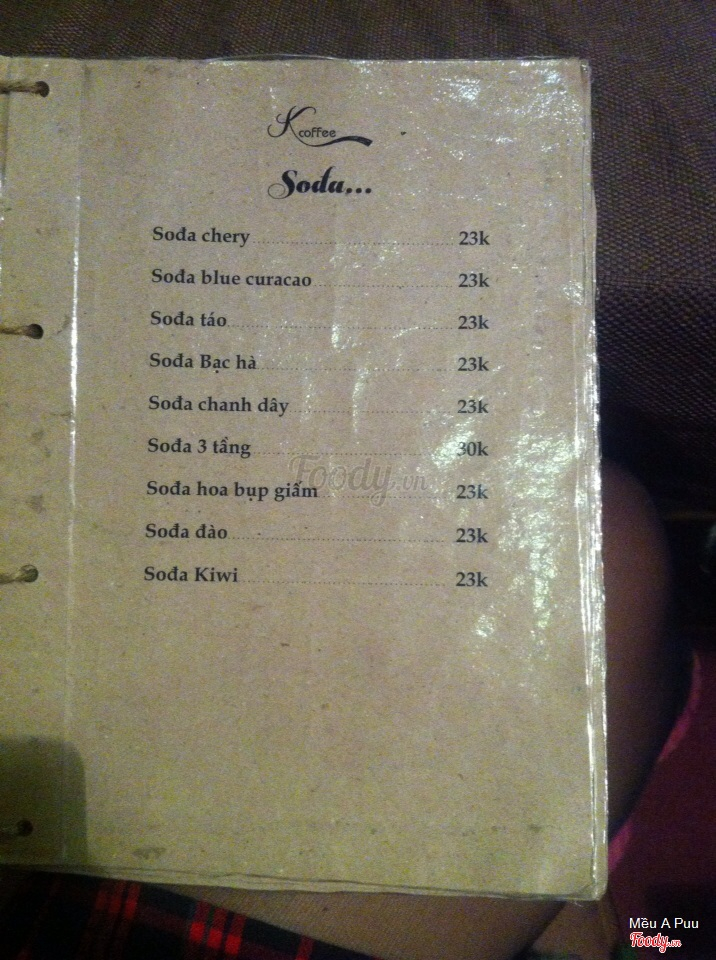 K coffee
Soda...
Sođa chery 23k
Sođa blue curacao 23k
Sođa táo 23k
Sođa Bạc hà 23k
Sođa chanh dây 23k
Sođa 3 tầng 30k
Sođa hoa bụp giấm 23k
Sođa đào 23k
Sođa Kiwi 23k
Foody.vn
Mều A Puu
Foody.vn